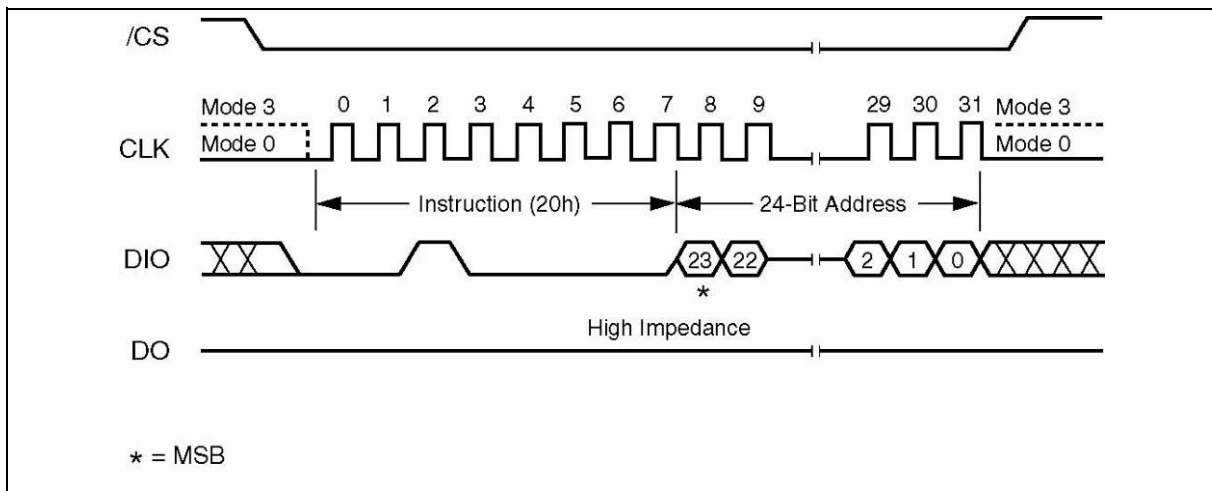 /CS
Mode 3 0 1 2 3 4 5 6 7 8 9 29 30 31 Mode 3
CLK Mode 0 Mode 0
Instruction (20h) 24-Bit Address
DIO 23 22 2 1 0
*
High Impedance
DO
* = MSB